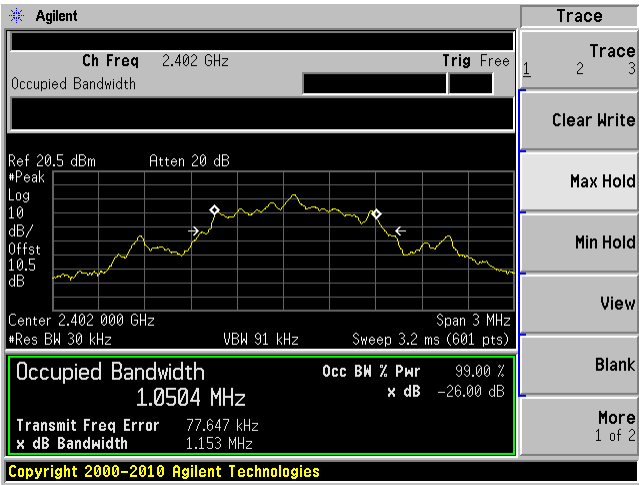 Agilent
Trace
Ch Freq 2.402 GHz Trig Free
Occupied Bandwidth
Trace
1 2 3
Clear Write
Max Hold
Min Hold
View
Blank
More
1 of 2
Ref 20.5 dBm Atten 20 dB
#Peak
Log
10
dB/
Offst
10.5
dB
Center 2.402 000 GHz Span 3 MHz
#Res BW 30 kHz VBW 91 kHz Sweep 3.2 ms (601 pts)
Occupied Bandwidth Occ BW % Pwr 99.00 %
1.0504 MHz x dB -26.00 dB
Transmit Freq Error 77.647 kHz
x dB Bandwidth 1.153 MHz
Copyright 2000-2010 Agilent Technologies